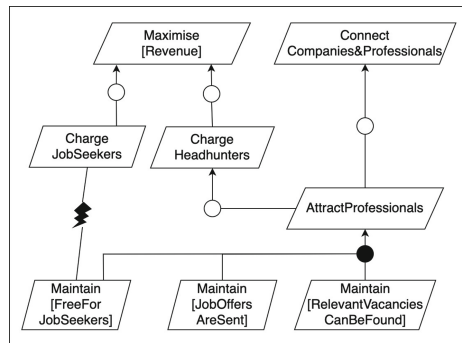 Maximise
[Revenue]
Connect
Companies&Professionals
Charge
JobSeekers
Charge
Headhunters
AttractProfessionals
Maintain
[FreeFor
JobSeekers]
Maintain
[JobOffers
AreSent]
Maintain
[RelevantVacancies
CanBeFound]